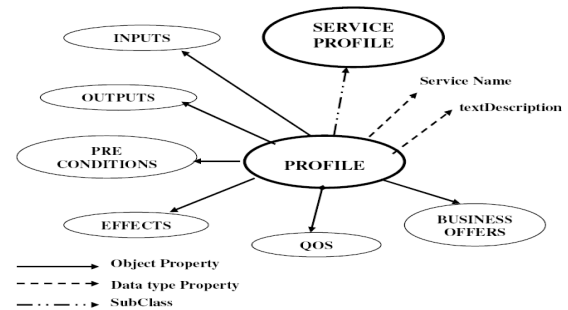 INPUTS
SERVICE
PROFILE
Service Name
textDescription
OUTPUTS
PRE
CONDITIONS
PROFILE
EFFECTS
QOS
BUSINESS
OFFERS
Object Property
Data type Property
SubClass